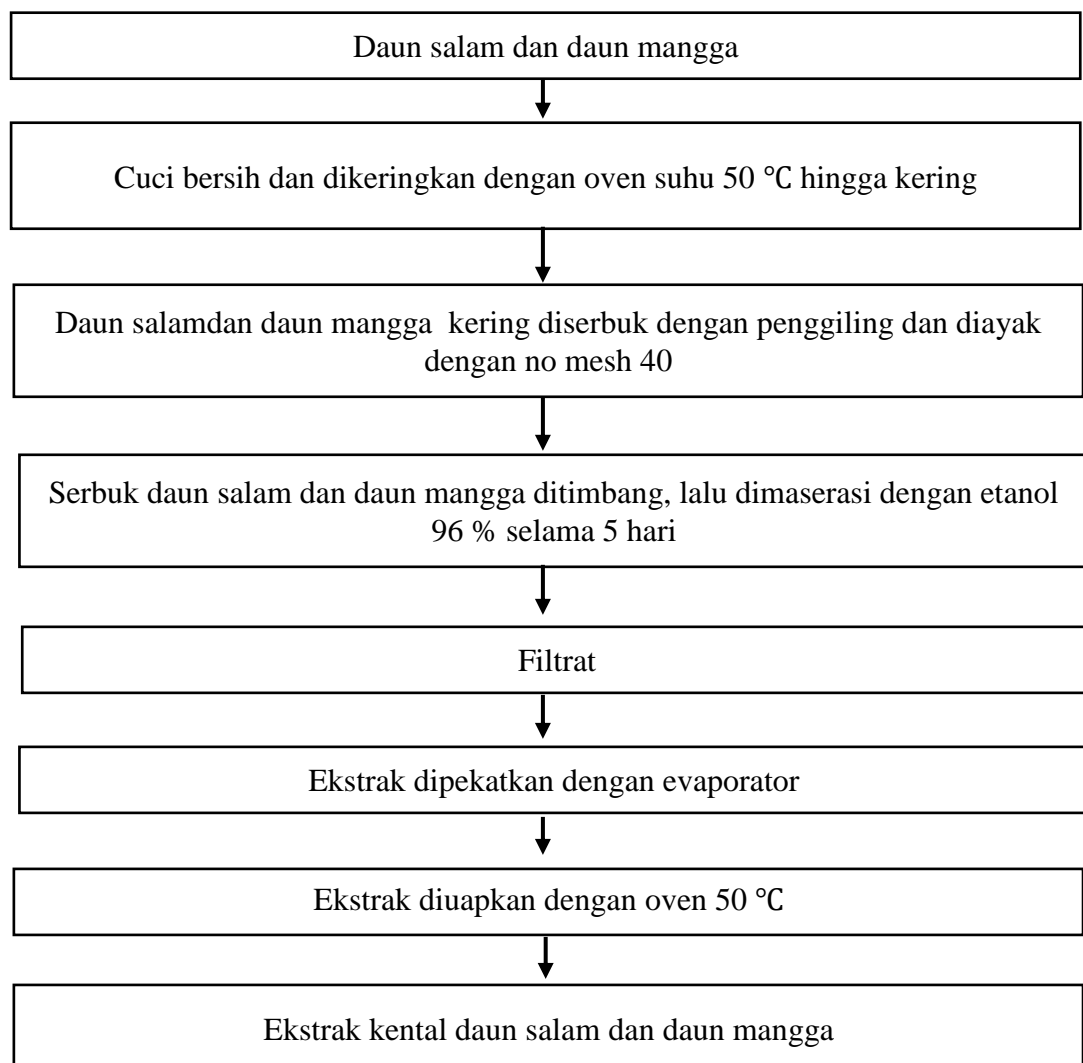 Daun salam dan daun mangga
Cuci bersih dan dikeringkan dengan oven suhu 50 ℃ hingga kering
Daun salamdan daun mangga  kering diserbuk dengan penggiling dan diayak
dengan no mesh 40
Serbuk daun salam dan daun mangga ditimbang, lalu dimaserasi dengan etanol
96 % selama 5 hari
Filtrat
Ekstrak dipekatkan dengan evaporator
Ekstrak diuapkan dengan oven 50 ℃
Ekstrak kental daun salam dan daun mangga